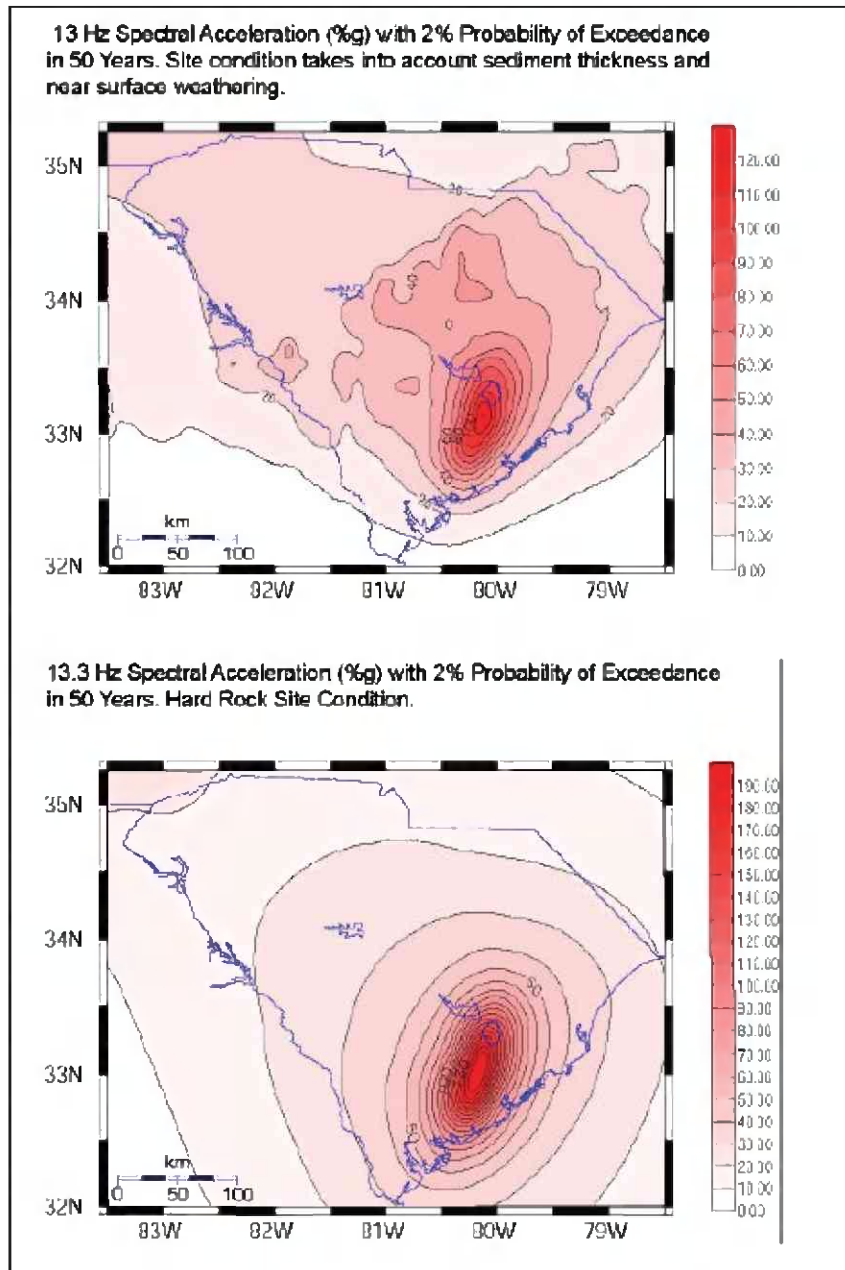 13 Hz Spectral Acceleration (%g) with 2% Probability of Exceedance
in 50 Years. Site condition takes into account sediment thickness and
near surface weathering.
35N
34N
33N
32N
83W 82W 81W 80W 79W
km
0 50 100
20
20
20
120.00
110.00
100.00
90.00
80.00
70.00
60.00
50.00
40.00
30.00
20.00
10.00
0.00
13.3 Hz Spectral Acceleration (%g) with 2% Probability of Exceedance
in 50 Years. Hard Rock Site Condition.
35N
34N
33N
32N
83W 82W 81W 80W 79W
km
0 50 100
50
50
190.00
180.00
170.00
160.00
150.00
140.00
130.00
120.00
110.00
100.00
90.00
80.00
70.00
60.00
50.00
40.00
30.00
20.00
10.00
0.00